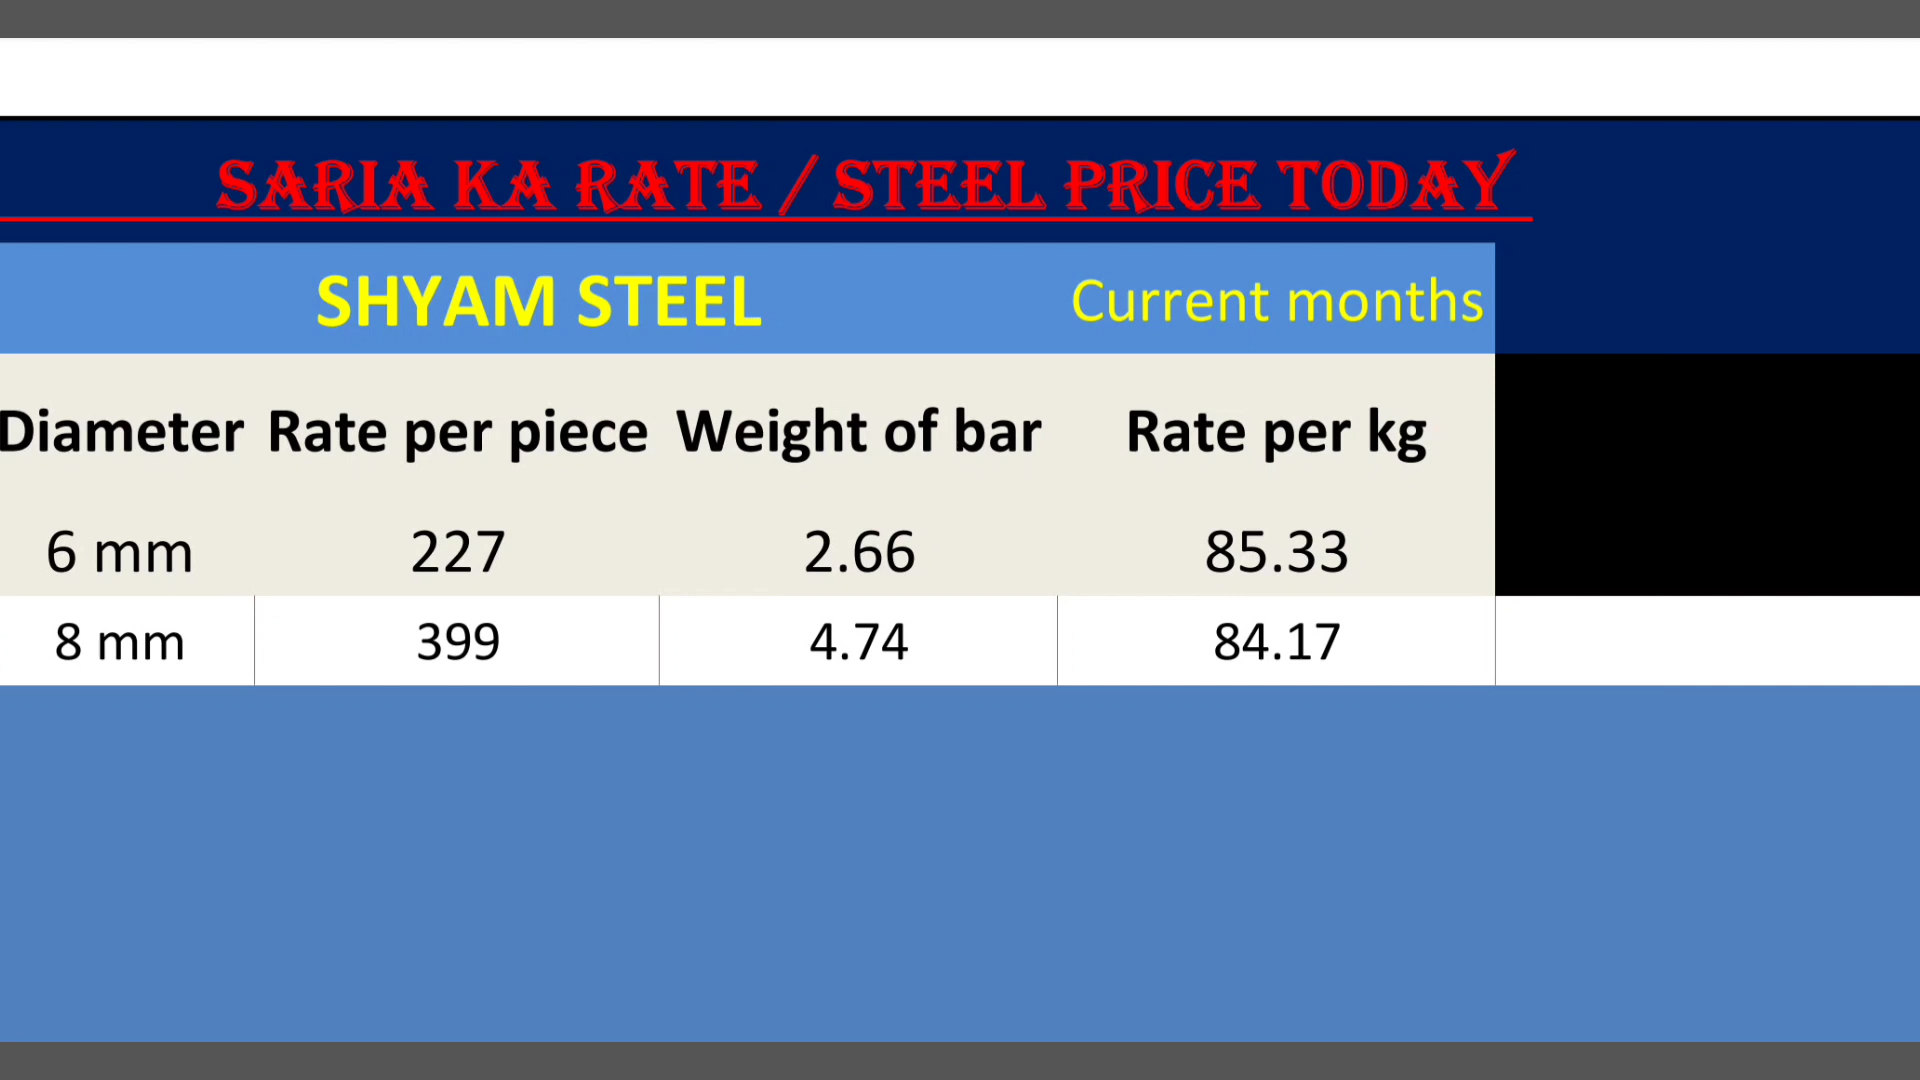 SARIA KA RATE / STEEL PRICE TODAY
SHYAM STEEL Current months
Diameter Rate per piece Weight of bar Rate per kg
6 mm 227 2.66 85.33
8 mm 399 4.74 84.17